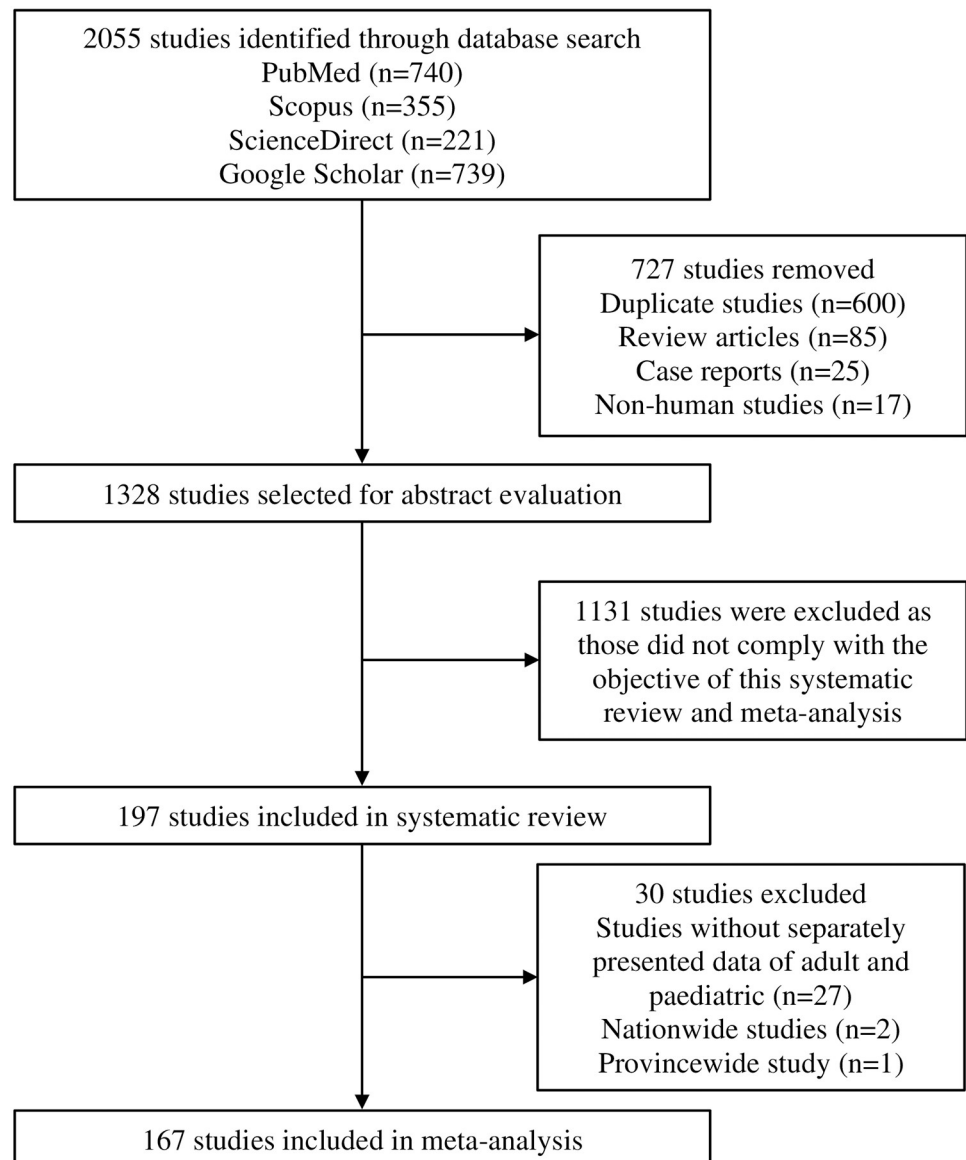 2055 studies identified through database search
PubMed (n=740)
Scopus (n=355)
ScienceDirect (n=221)
Google Scholar (n=739)
727 studies removed
Duplicate studies (n=600)
Review articles (n=85)
Case reports (n=25)
Non-human studies (n=17)
1328 studies selected for abstract evaluation
1131 studies were excluded as
those did not comply with the
objective of this systematic
review and meta-analysis
197 studies included in systematic review
30 studies excluded
Studies without separately
presented data of adult and
paediatric (n=27)
Nationwide studies (n=2)
Provincewide study (n=1)
167 studies included in meta-analysis